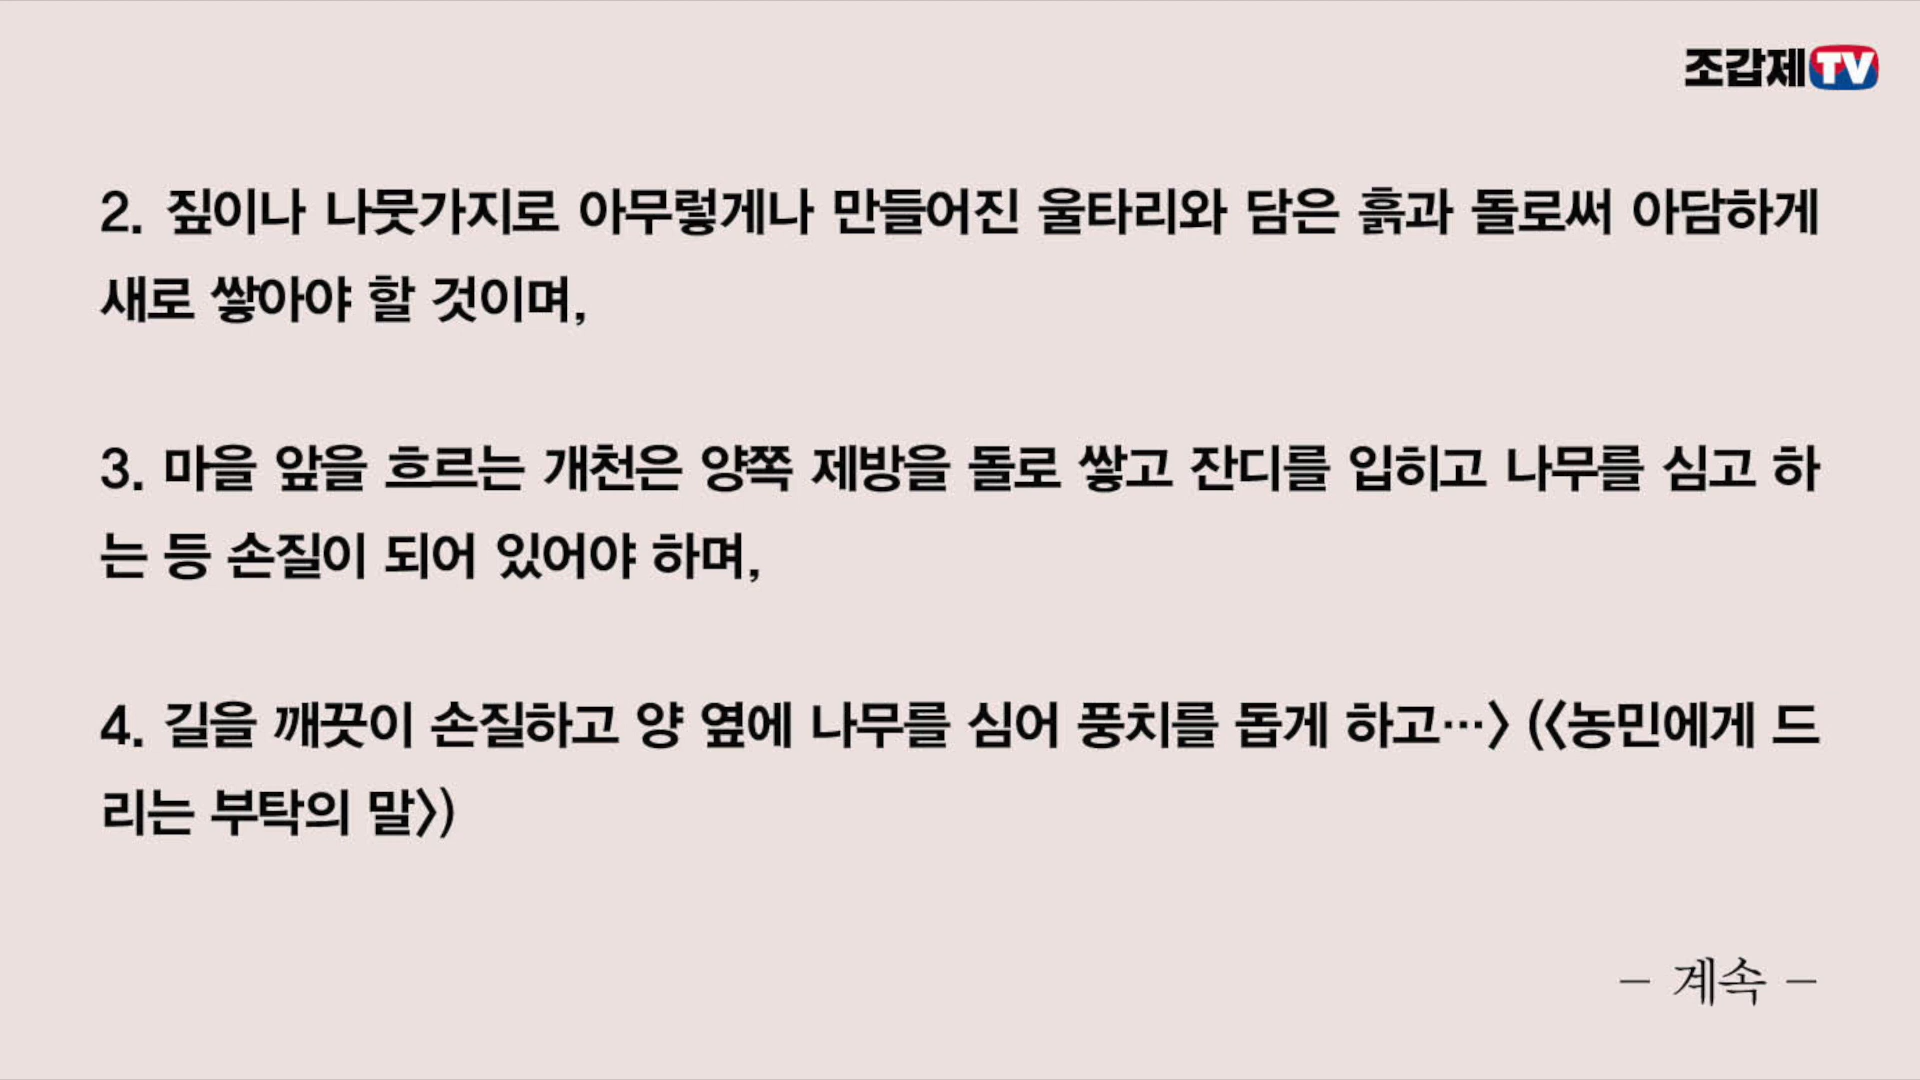 조갑제TV
2. 짚이나 나뭇가지로 아무렇게나 만들어진 울타리와 담은 흙과 돌로써 아담하게
새로 쌓아야 할 것이며,
3. 마을 앞을 흐르는 개천은 양쪽 제방을 돌로 쌓고 잔디를 입히고 나무를 심고 하
는 등 손질이 되어 있어야 하며,
4. 길을 깨끗이 손질하고 양 옆에 나무를 심어 풍치를 돕게 하고…〉(〈농민에게 드
리는 부탁의 말〉)
– 계속 –